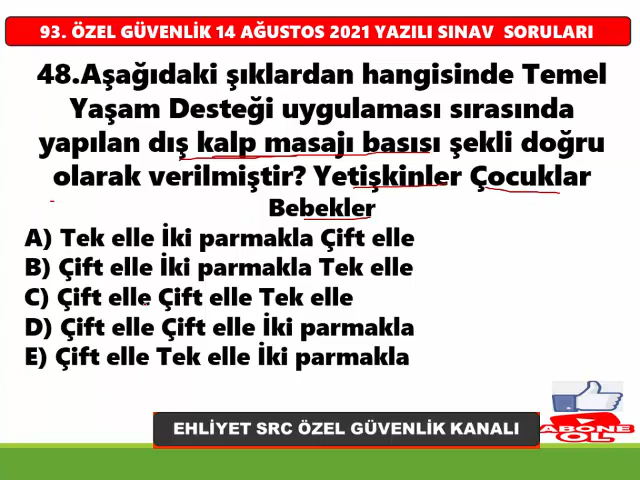 93. ÖZEL GÜVENLİK 14 AĞUSTOS 2021 YAZILI SINAV SORULARI
48.Aşağıdaki şıklardan hangisinde Temel
Yaşam Desteği uygulaması sırasında
yapılan dış kalp masajı basısı şekli doğru
olarak verilmiştir? Yetişkinler Çocuklar
Bebekler
A) Tek elle İki parmakla Çift elle
B) Çift elle İki parmakla Tek elle
C) Çift elle Çift elle Tek elle
D) Çift elle Çift elle İki parmakla
E) Çift elle Tek elle İki parmakla
EHLİYET SRC ÖZEL GÜVENLİK KANALI
ABONE
OL